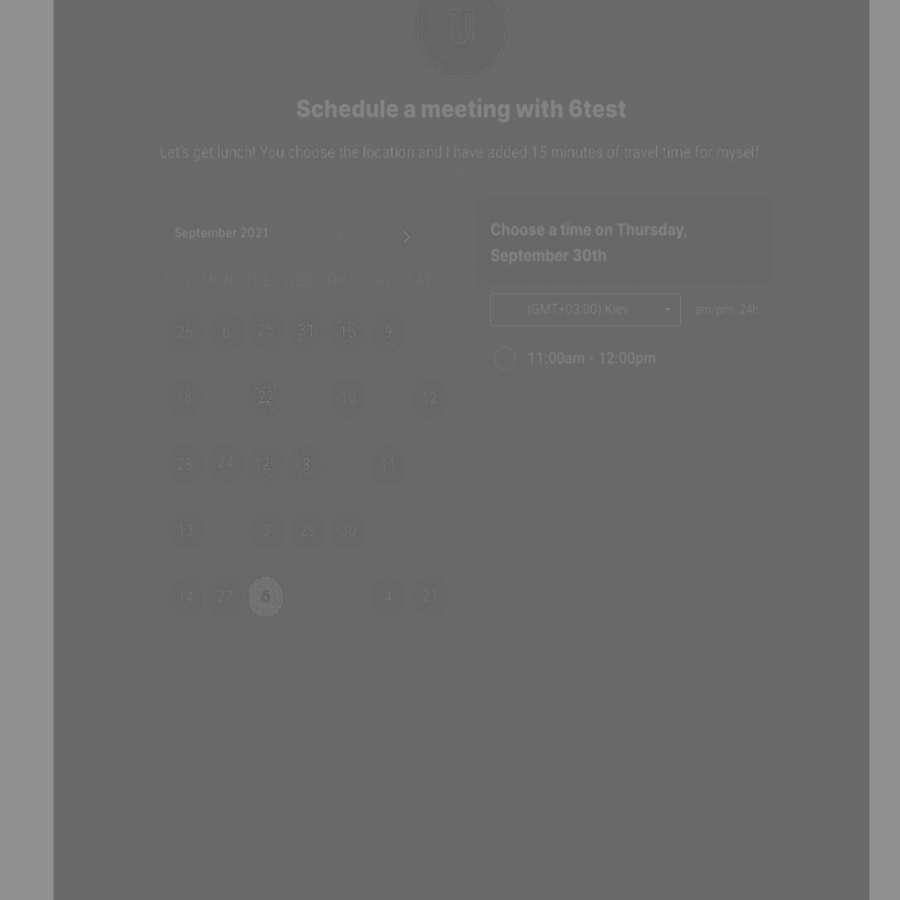 U
Schedule a meeting with 6test
Let's get lunch! You choose the location and I have added 15 minutes of travel time for myself.
September 2021
SUN MON TUE WED THU FRI SAT
26 6 25 31 15 9
18 22 10 12
28 24 2 8 11
13 3 29 30
14 27 6 4 21
Choose a time on Thursday,
September 30th
(GMT+03:00) Kiev
am/pm 24h
11:00am - 12:00pm